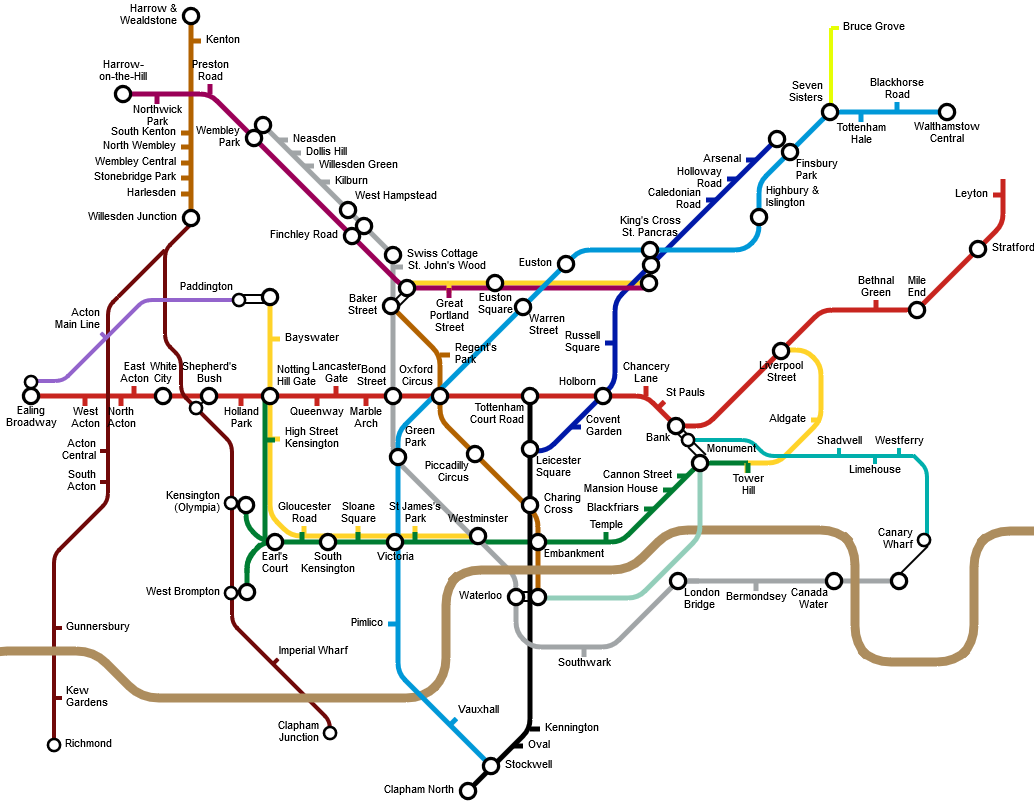 Harrow &
Wealdstone
Bruce Grove
Kenton
Harrow-
on-the-Hill
Preston
Road
Seven
Sisters
Blackhorse
Road
Northwick
Park
Tottenham
Hale
Walthamstow
Central
South Kenton
Wembley
Park
North Wembley
Neasden
Dollis Hill
Wembley Central
Willesden Green
Stonebridge Park
Kilburn
Harlesden
West Hampstead
Arsenal
Holloway
Road
Finsbury
Park
Caledonian
Road
Highbury &
Islington
Leyton
Willesden Junction
Finchley Road
King's Cross
St. Pancras
Stratford
Swiss Cottage
St. John's Wood
Euston
Paddington
Baker
Street
Great
Portland
Street
Euston
Square
Warren
Street
Bethnal
Green
Mile
End
Acton
Main Line
Bayswater
Regent's
Park
Russell
Square
Liverpool
Street
East
Acton
White
City
Shepherd's
Bush
Notting
Hill Gate
Lancaster
Gate
Bond
Street
Oxford
Circus
Holborn
Chancery
Lane
St Pauls
Ealing
Broadway
West
Acton
North
Acton
Holland
Park
Queenway
Marble
Arch
Tottenham
Court Road
Covent
Garden
Aldgate
Acton
Central
High Street
Kensington
Green
Park
Bank
Monument
Shadwell
Westferry
Limehouse
South
Acton
Piccadilly
Circus
Leicester
Square
Cannon Street
Tower
Hill
Mansion House
Kensington
(Olympia)
Gloucester
Road
Sloane
Square
St James's
Park
Westminster
Charing
Cross
Blackfriars
Temple
Canary
Wharf
Earl's
Court
South
Kensington
Victoria
Embankment
West Brompton
Waterloo
London
Bridge
Bermondsey
Canada
Water
Gunnersbury
Pimlico
Imperial Wharf
Southwark
Kew
Gardens
Vauxhall
Clapham
Junction
Kennington
Richmond
Oval
Stockwell
Clapham North